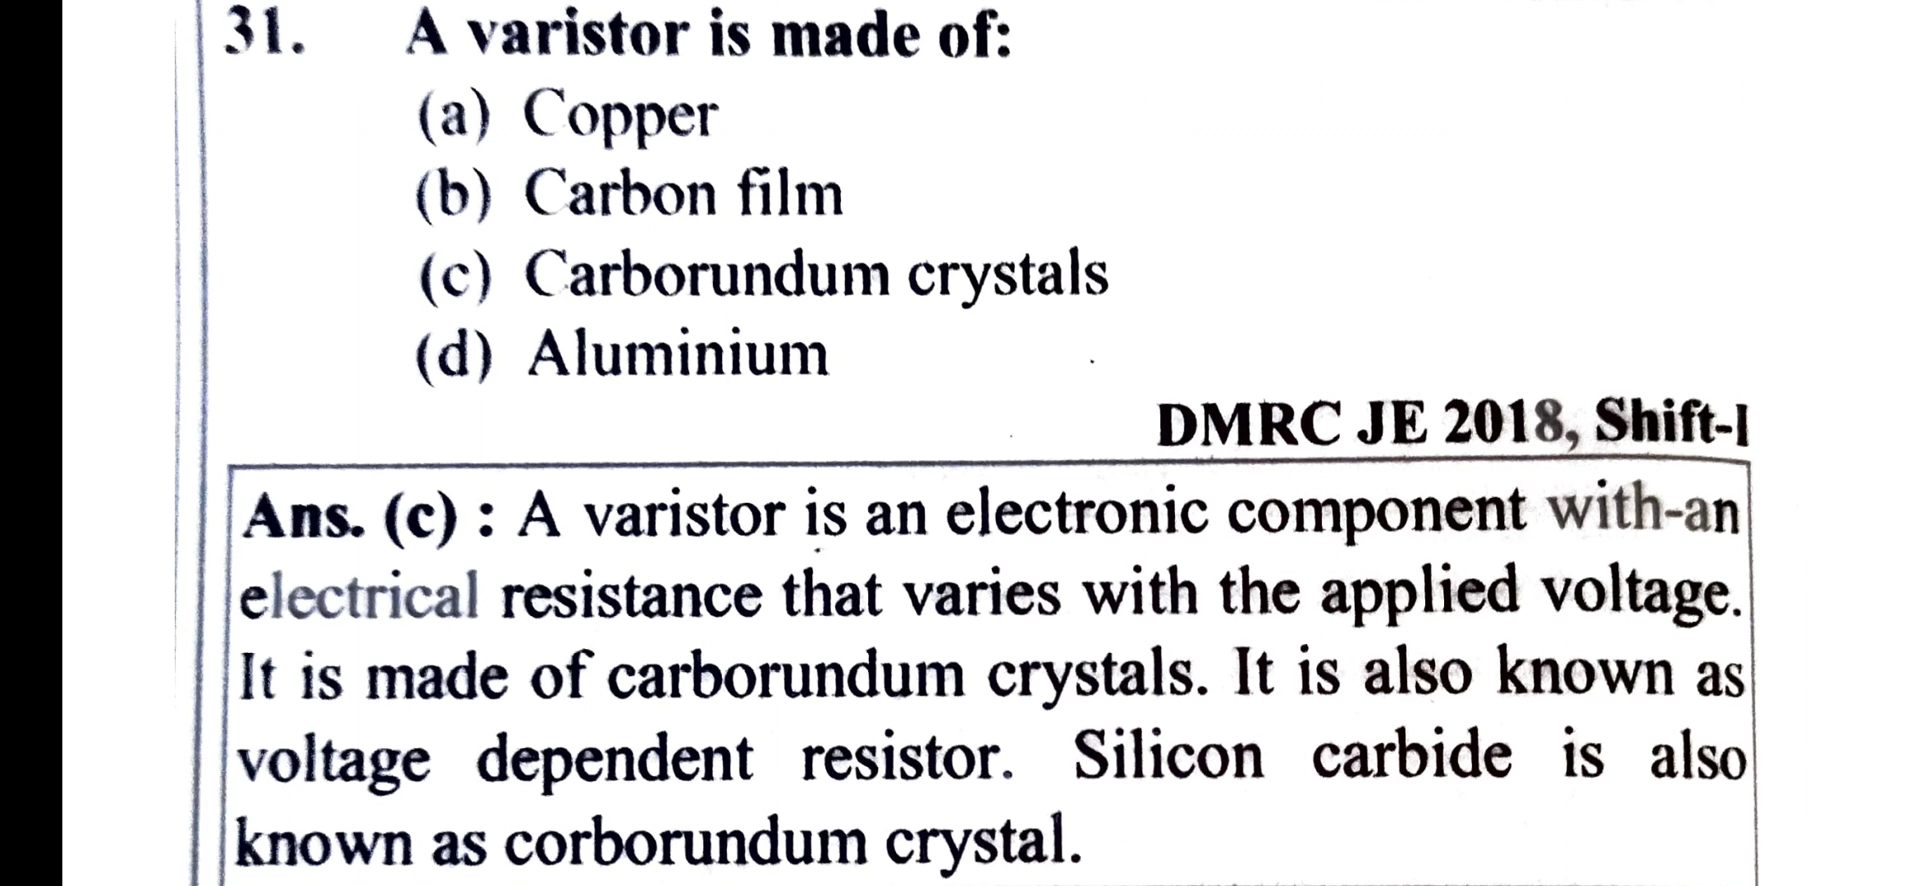 31. A varistor is made of:
(a) Copper
(b) Carbon film
(c) Carborundum crystals
(d) Aluminium
DMRC JE 2018, Shift-I
Ans. (c) : A varistor is an electronic component with-an
electrical resistance that varies with the applied voltage.
It is made of carborundum crystals. It is also known as
voltage dependent resistor. Silicon carbide is also
known as corborundum crystal.